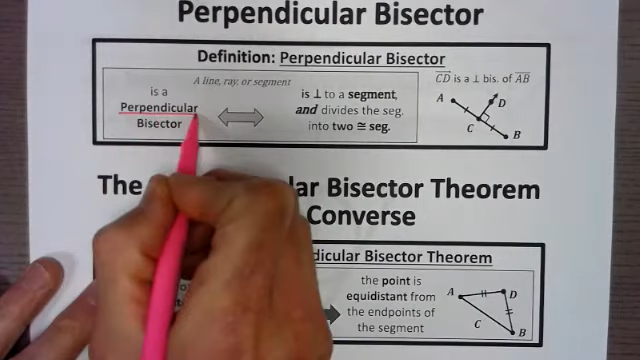 Perpendicular Bisector
Definition: Perpendicular Bisector
A line, ray, or segment
is a
Perpendicular
Bisector
is ⊥ to a segment,
and divides the seg.
into two ≅ seg.
CD is a ⊥ bis. of AB
A
D
C
B
The lar Bisector Theorem
Converse
dicular Bisector Theorem
the point is
equidistant from
the endpoints of
the segment
A
D
C
B